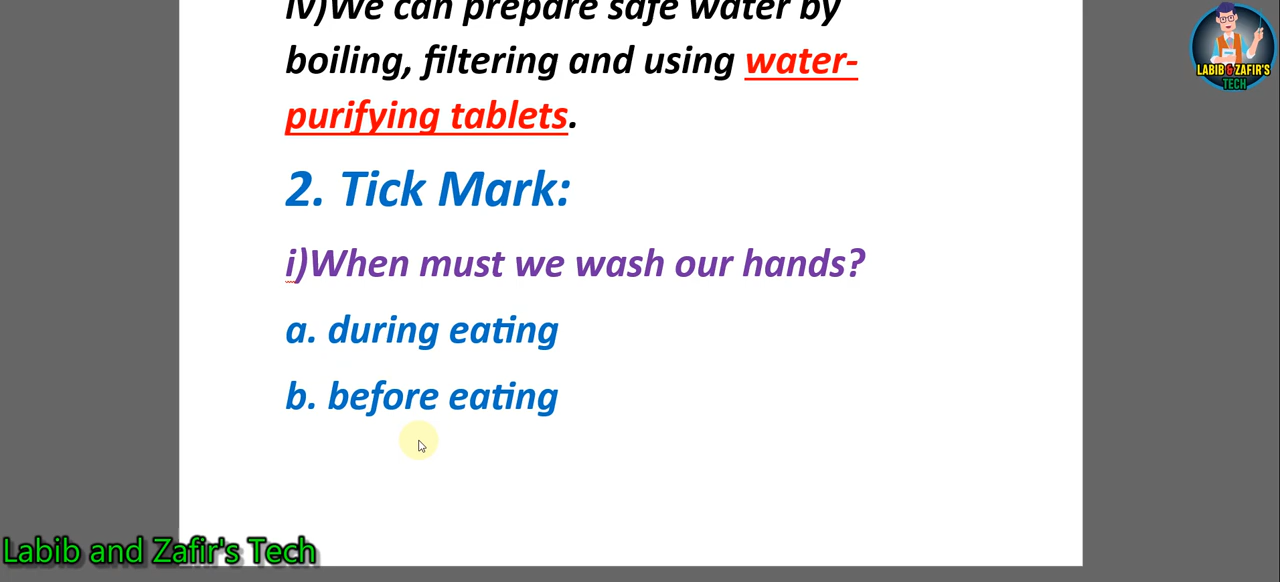 iv)We can prepare safe water by
boiling, filtering and using water-
purifying tablets.
2. Tick Mark:
i)When must we wash our hands?
a. during eating
b. before eating
LABIB & ZAFIR'S
TECH
Labib and Zafir's Tech